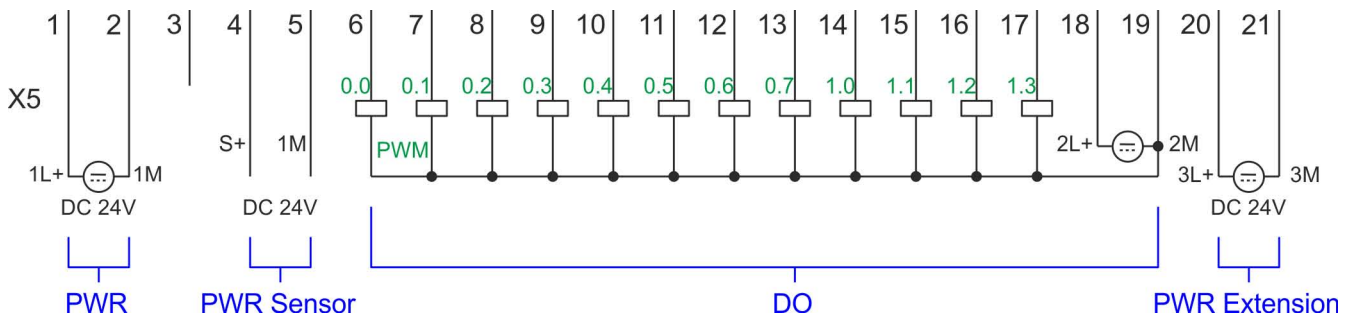 1 2 3 4 5 6 7 8 9 10 11 12 13 14 15 16 17 18 19 20 21
0.0 0.1 0.2 0.3 0.4 0.5 0.6 0.7 1.0 1.1 1.2 1.3
X5
S+ 1M PWM 2L+ 2M
1L+ 1M 3L+ 3M
DC 24V DC 24V DC 24V
PWR PWR Sensor DO PWR Extension